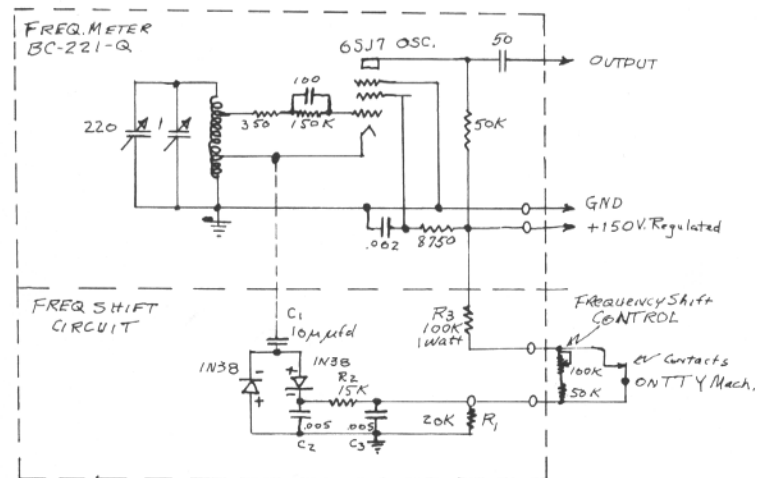 FREQ. METER
BC-221-Q
6SJ7 OSC.
50
OUTPUT
100
220
1
350
150K
50K
GND
+150V. Regulated
.002
8750
FREQ SHIFT
CIRCUIT
C1
10µµfd
R3
100K
1 Watt
FREQUENCY Shift
CONTROL
1N38
+
-
1N38
-
+
R2
15K
100K
50K
Contacts
ON TTY Mach.
.005
.005
20K
R1
C2
C3